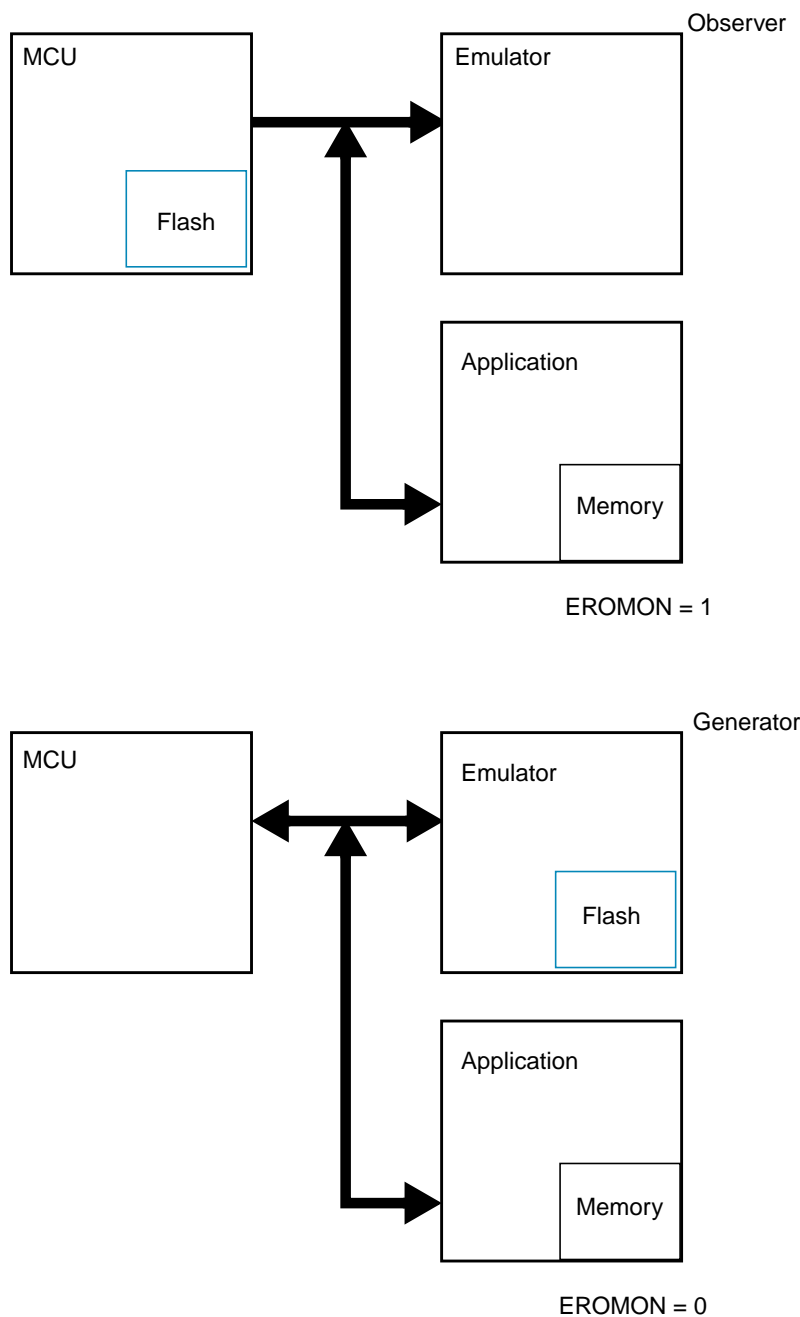 Observer
MCU
Emulator
Flash
Application
Memory
EROMON = 1
Generator
MCU
Emulator
Flash
Application
Memory
EROMON = 0